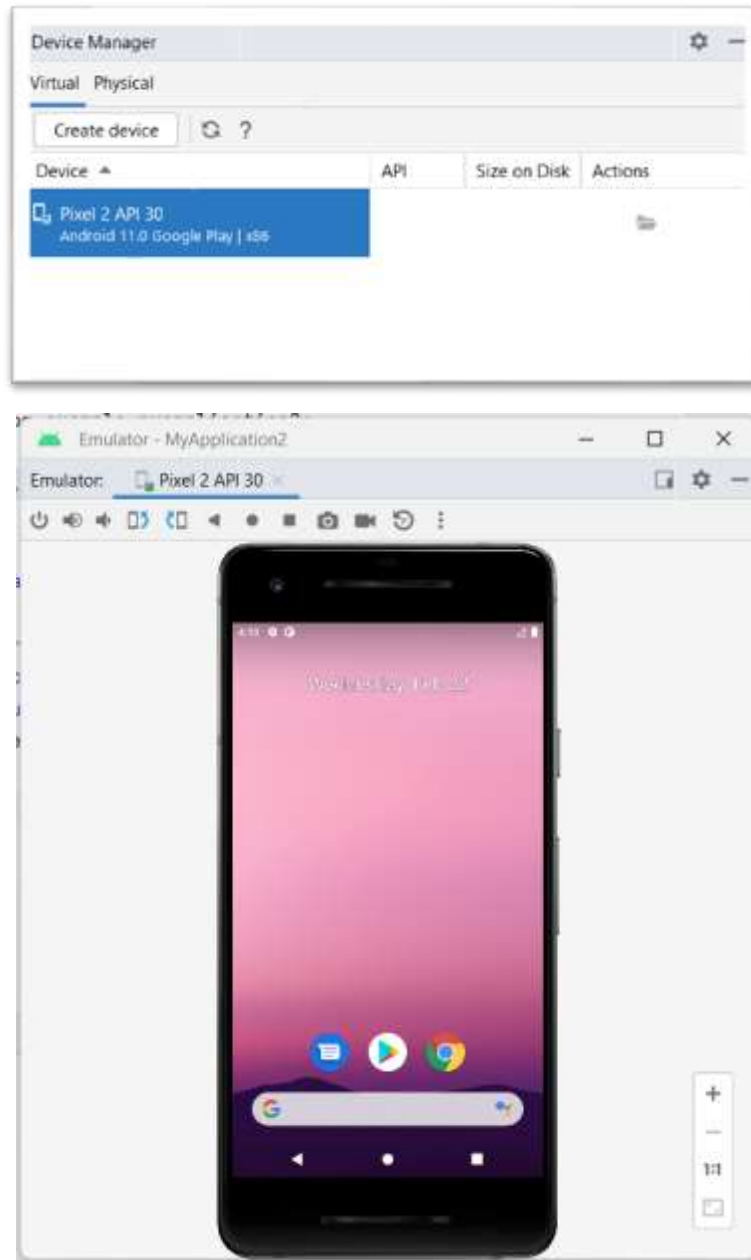 Device Manager
Virtual Physical
Create device ?
Device API Size on Disk Actions
Pixel 2 API 30
Android 11.0 Google Play | x86
Emulator - MyApplication2
Emulator: Pixel 2 API 30
1:1